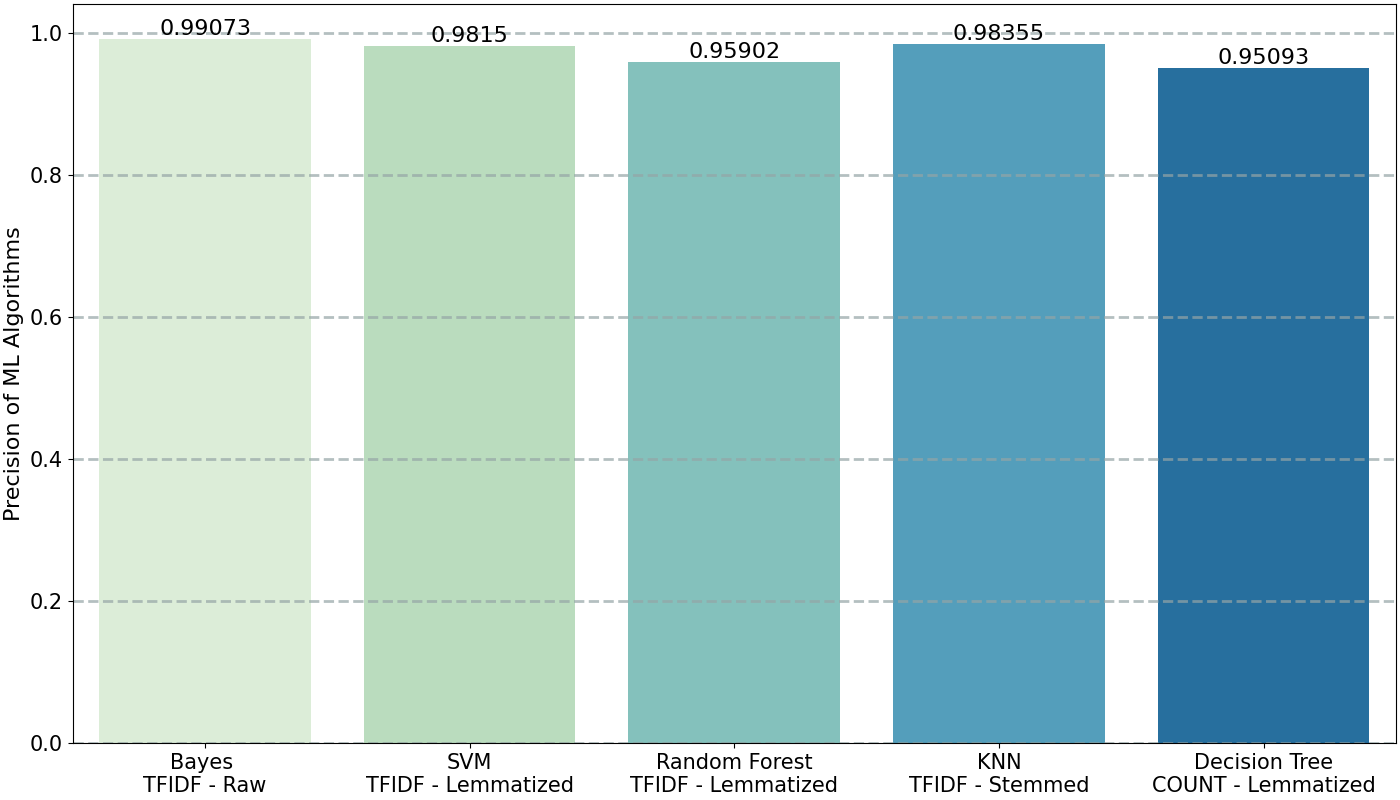 Precision of ML Algorithms
1.0
0.8
0.6
0.4
0.2
0.0
0.99073
0.9815
0.95902
0.98355
0.95093
Bayes
TFIDF - Raw
SVM
TFIDF - Lemmatized
Random Forest
TFIDF - Lemmatized
KNN
TFIDF - Stemmed
Decision Tree
COUNT - Lemmatized